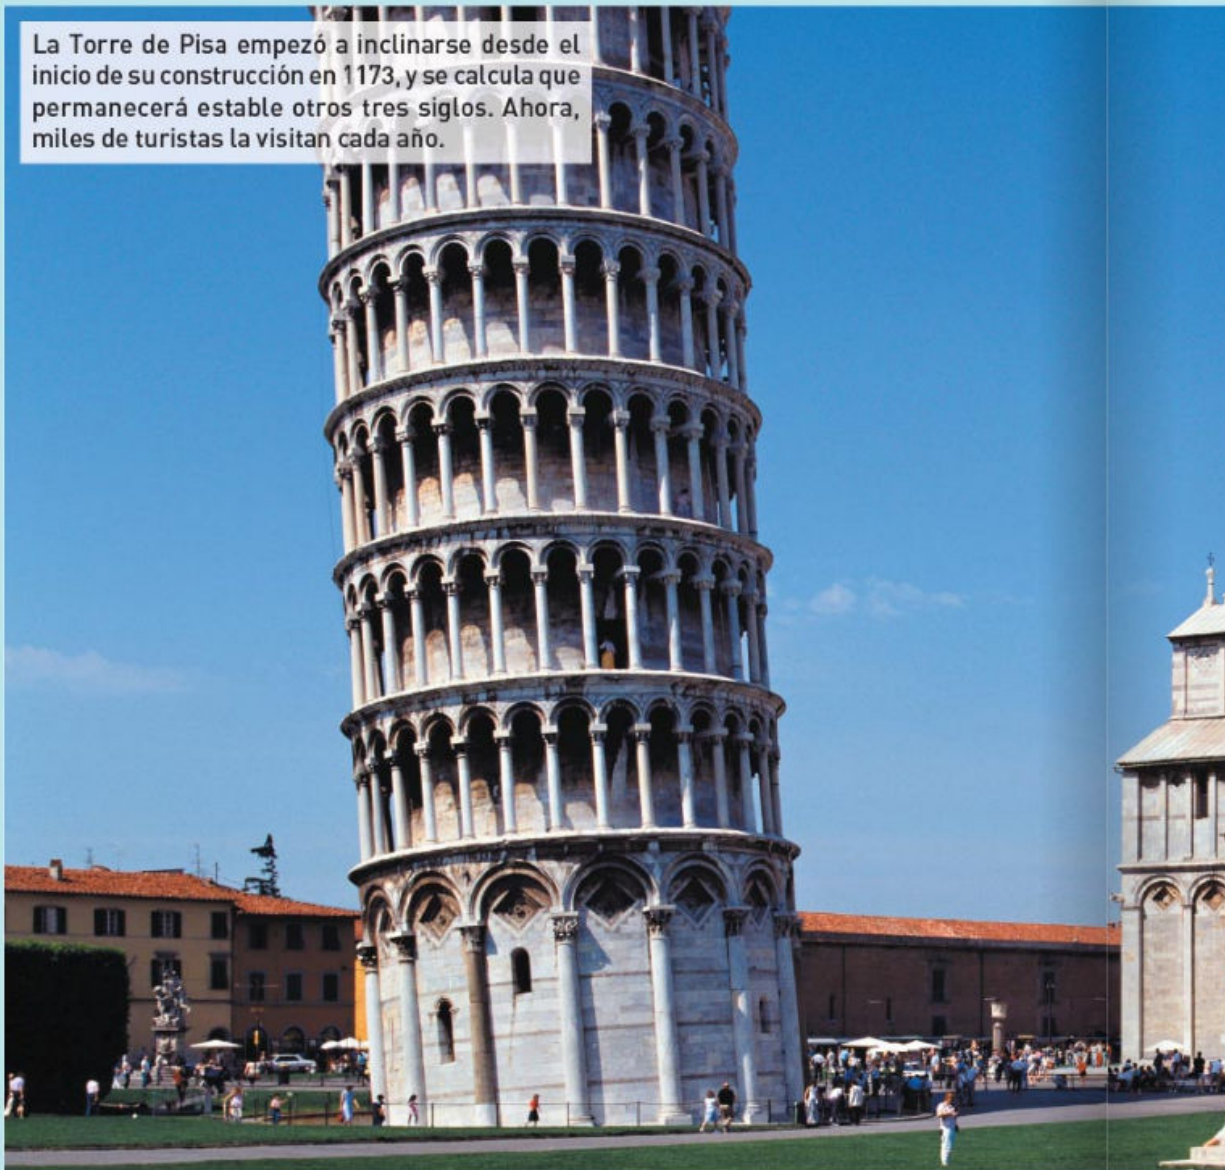 La Torre de Pisa empezó a inclinarse desde el
inicio de su construcción en 1173, y se calcula que
permanecerá estable otros tres siglos. Ahora,
miles de turistas la visitan cada año.